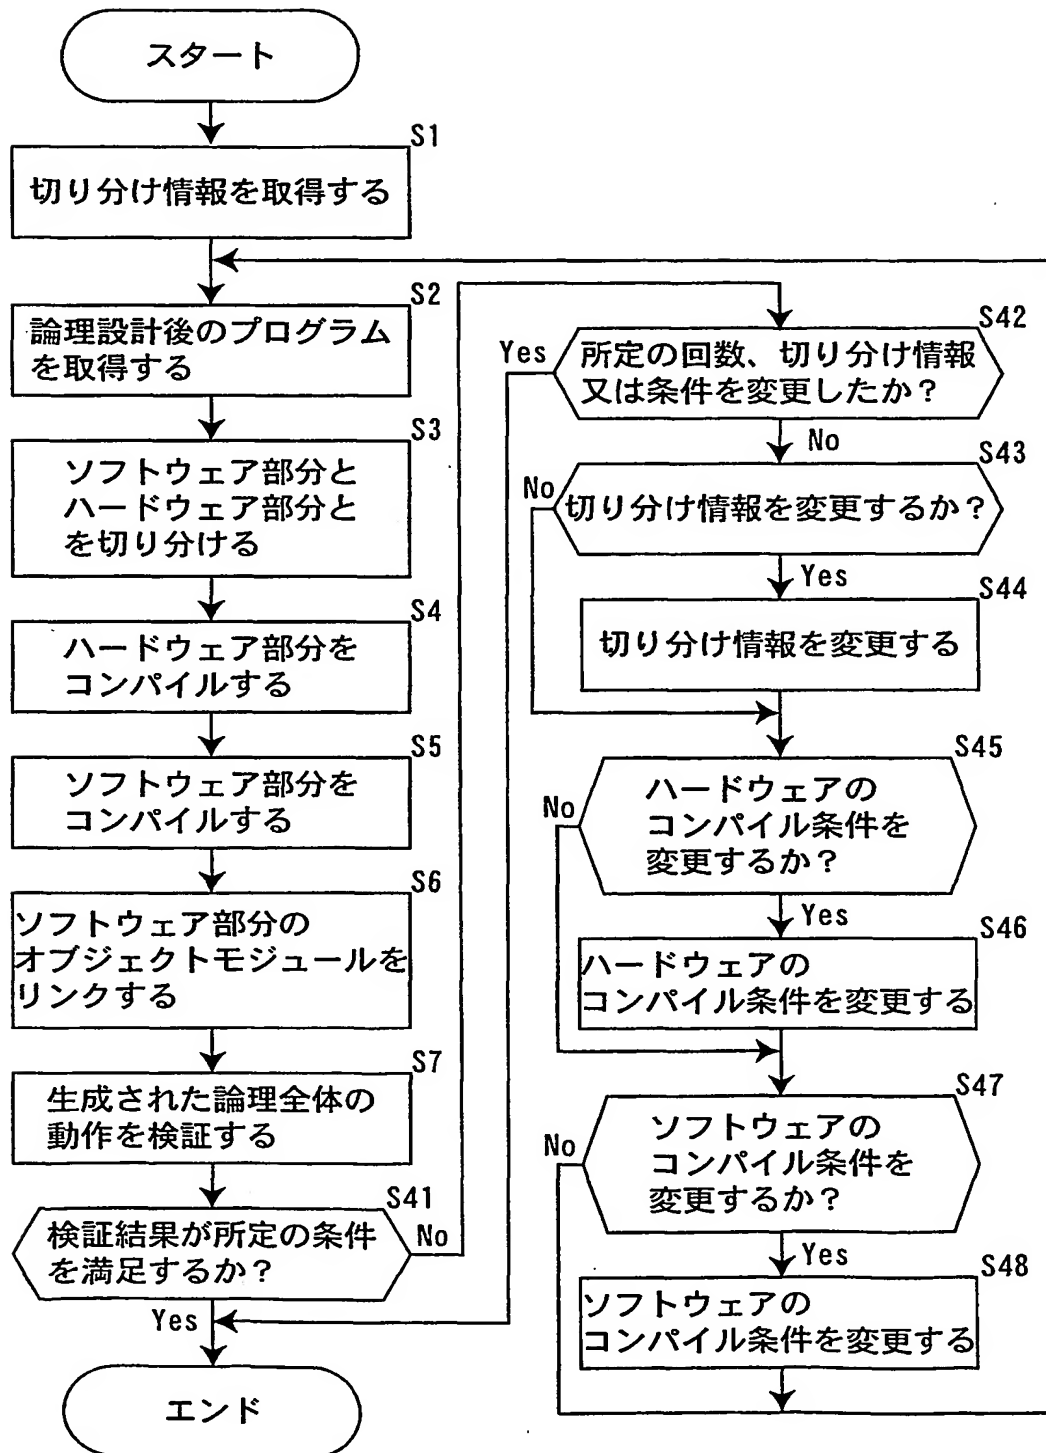 スタート
S1
切り分け情報を取得する
S2
論理設計後のプログラム
を取得する
S3
ソフトウェア部分と
ハードウェア部分と
を切り分ける
S4
ハードウェア部分を
コンパイルする
S5
ソフトウェア部分を
コンパイルする
S6
ソフトウェア部分の
オブジェクトモジュールを
リンクする
S7
生成された論理全体の
動作を検証する
S41
検証結果が所定の条件
を満足するか?
No
Yes
エンド
S42
Yes
所定の回数、切り分け情報
又は条件を変更したか?
No
S43
No
切り分け情報を変更するか?
Yes
S44
切り分け情報を変更する
S45
No
ハードウェアの
コンパイル条件を
変更するか?
Yes
S46
ハードウェアの
コンパイル条件を変更する
S47
No
ソフトウェアの
コンパイル条件を
変更するか?
Yes
S48
ソフトウェアの
コンパイル条件を変更する